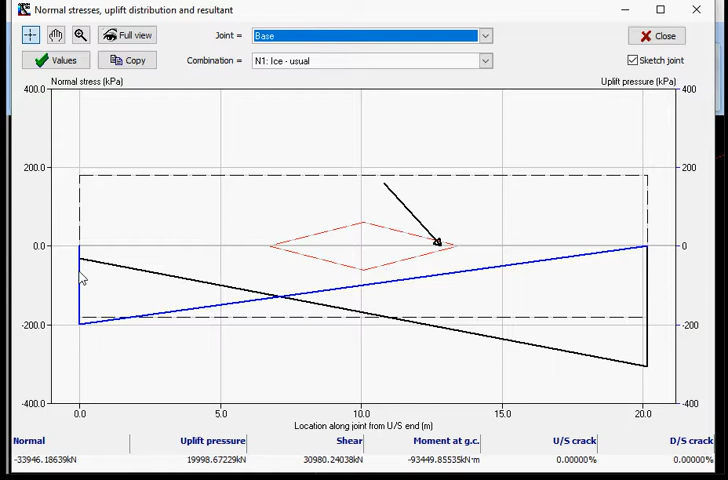 Normal stresses, uplift distribution and resultant
Full view
Joint =
Base
Close
Values
Copy
Combination =
N1: Ice - usual
Sketch joint
Normal stress (kPa)
Uplift pressure (kPa)
400.0
400
200.0
200
0.0
0
-200.0
-200
-400.0
-400
0.0 5.0 10.0 15.0 20.0
Location along joint from U/S end (m)
Normal Uplift pressure Shear Moment at g.c. U/S crack D/S crack
-33946.18639kN 19998.67229kN 30980.24038kN -93449.85535kN·m 0.00000% 0.00000%